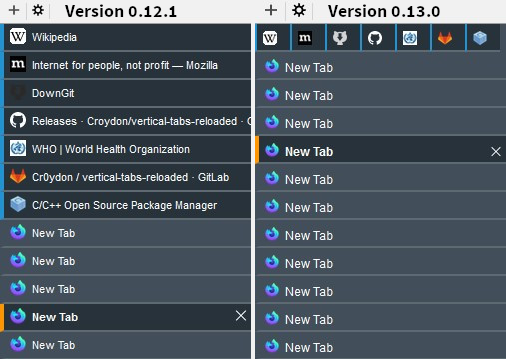 Version 0.12.1
Wikipedia
Internet for people, not profit — Mozilla
DownGit
Releases · Croydon/vertical-tabs-reloaded · G
WHO | World Health Organization
Cr0ydon / vertical-tabs-reloaded · GitLab
C/C++ Open Source Package Manager
New Tab
New Tab
New Tab
New Tab
New Tab
Version 0.13.0
New Tab
New Tab
New Tab
New Tab
New Tab
New Tab
New Tab
New Tab
New Tab
New Tab
New Tab